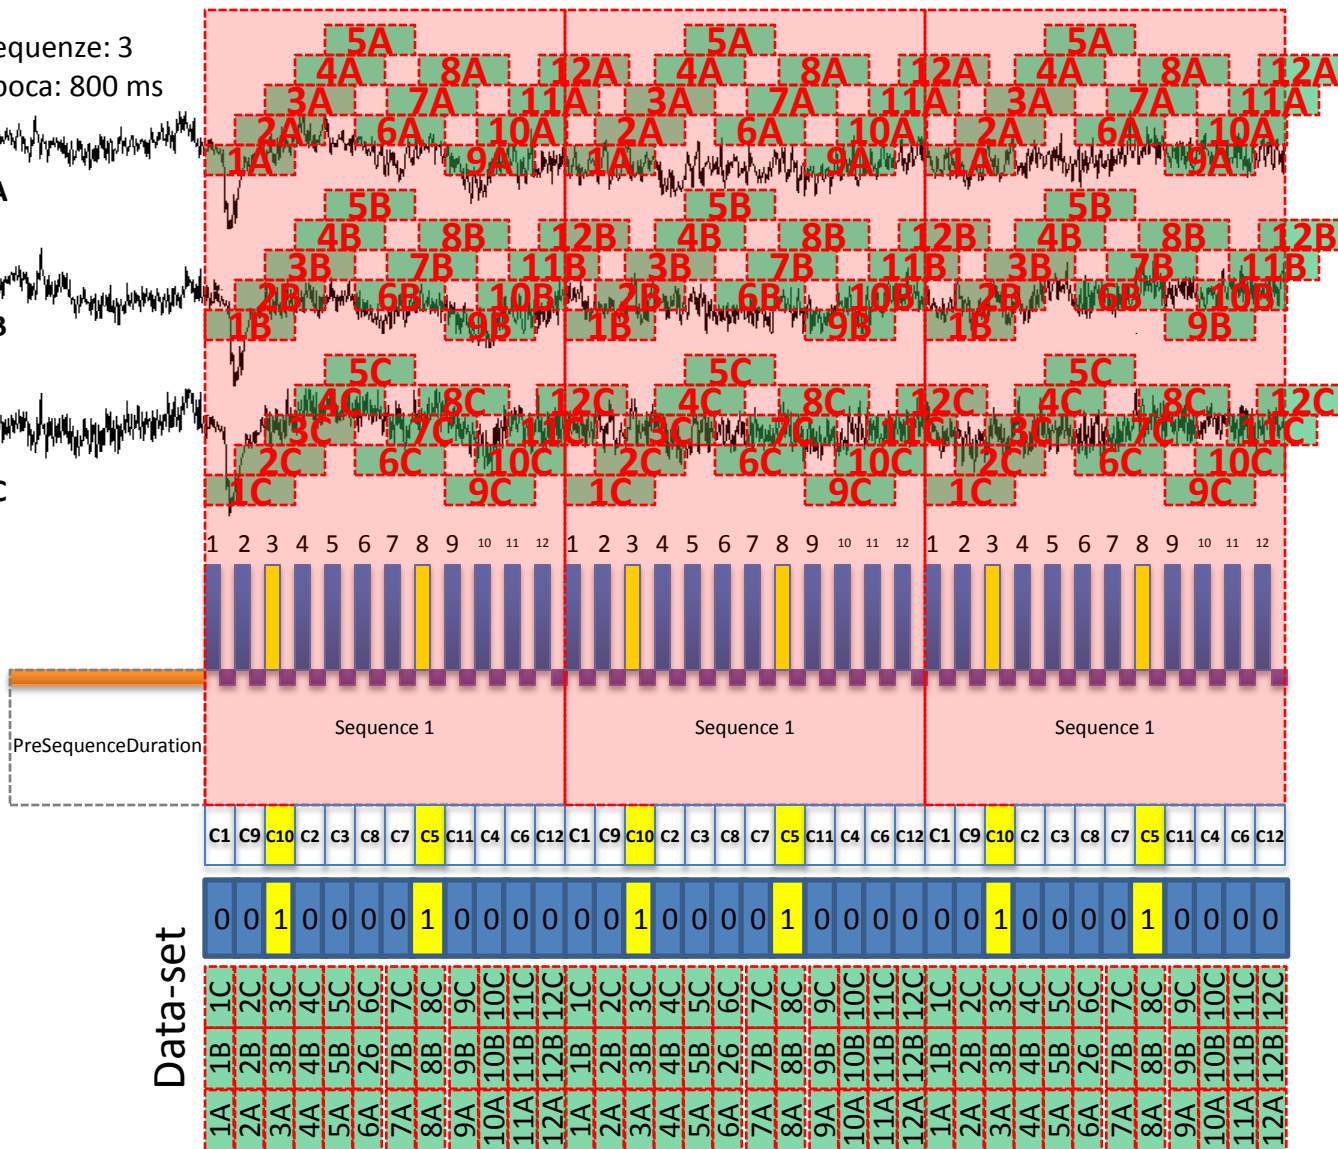 equenze: 3
poca: 800 ms
5A 5A 5A
4A 8A 12A 4A 8A 12A 4A 8A 12A
3A 7A 11A 3A 7A 11A 3A 7A 11A
2A 6A 10A 2A 6A 10A 2A 6A 10A
1A 9A 1A 9A 1A 9A
A
5B 5B 5B
4B 8B 12B 4B 8B 12B 4B 8B 12B
3B 7B 11B 3B 7B 11B 3B 7B 11B
2B 6B 10B 2B 6B 10B 2B 6B 10B
1B 9B 1B 9B 1B 9B
B
5C 5C 5C
4C 8C 12C 4C 8C 12C 4C 8C 12C
3C 7C 11C 3C 7C 11C 3C 7C 11C
2C 6C 10C 2C 6C 10C 2C 6C 10C
1C 9C 1C 9C 1C 9C
C
1 2 3 4 5 6 7 8 9 10 11 12 1 2 3 4 5 6 7 8 9 10 11 12 1 2 3 4 5 6 7 8 9 10 11 12
Sequence 1 Sequence 1 Sequence 1
PreSequenceDuration
C1 C9 C10 C2 C3 C8 C7 C5 C11 C4 C6 C12 C1 C9 C10 C2 C3 C8 C7 C5 C11 C4 C6 C12 C1 C9 C10 C2 C3 C8 C7 C5 C11 C4 C6 C12
0 0 1 0 0 0 0 1 0 0 0 0 0 0 1 0 0 0 0 1 0 0 0 0 0 0 1 0 0 0 0 1 0 0 0 0
Data-set
1C 2C 3C 4C 5C 6C 7C 8C 9C 10C 11C 12C 1C 2C 3C 4C 5C 6C 7C 8C 9C 10C 11C 12C 1C 2C 3C 4C 5C 6C 7C 8C 9C 10C 11C 12C
1B 2B 3B 4B 5B 26 7B 8B 9B 10B 11B 12B 1B 2B 3B 4B 5B 26 7B 8B 9B 10B 11B 12B 1B 2B 3B 4B 5B 26 7B 8B 9B 10B 11B 12B
1A 2A 3A 4A 5A 6A 7A 8A 9A 10A 11A 12A 1A 2A 3A 4A 5A 6A 7A 8A 9A 10A 11A 12A 1A 2A 3A 4A 5A 6A 7A 8A 9A 10A 11A 12A